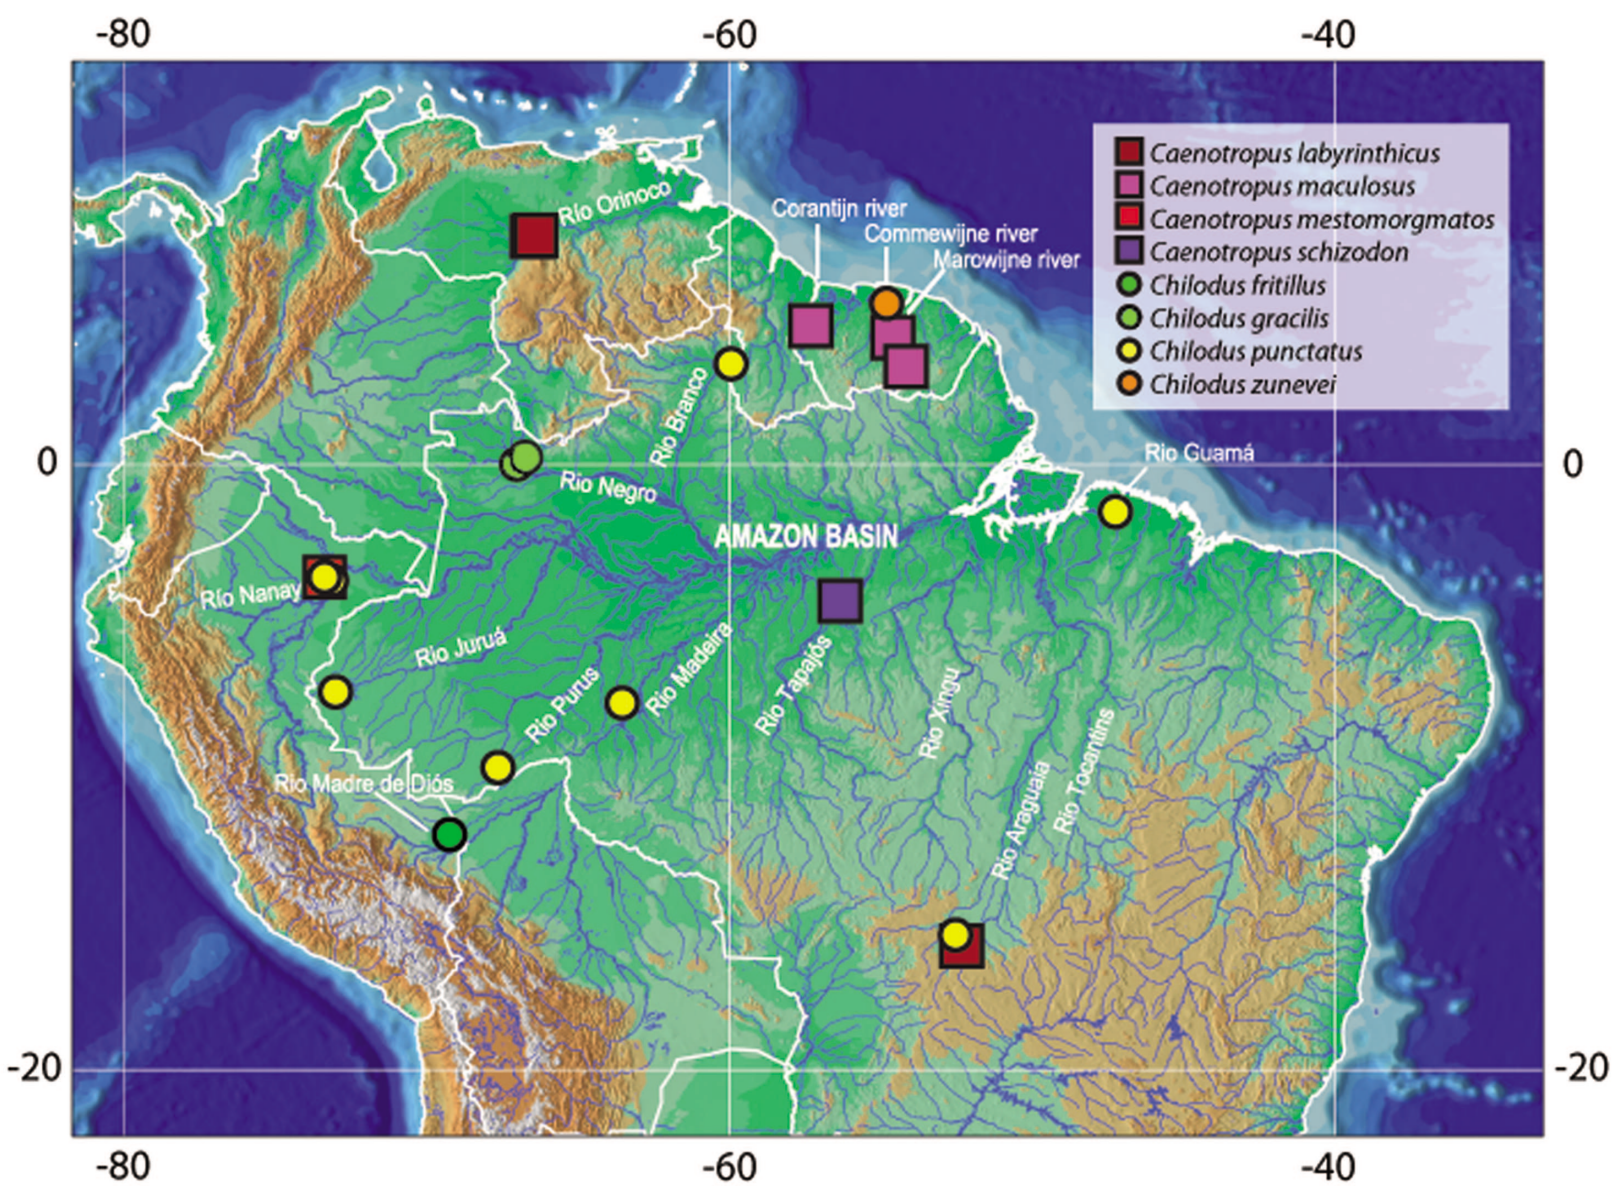 -80
-60
-40
Caenotropus labyrinthicus
Caenotropus maculosus
Caenotropus mestomorgmatos
Caenotropus schizodon
Chilodus fritillus
Chilodus gracilis
Chilodus punctatus
Chilodus zunevei
Río Orinoco
Corantijn river
Commewijne river
Marowijne river
Rio Branco
0
0
Rio Guamá
Rio Negro
AMAZON BASIN
Río Nanay
Rio Juruá
Rio Purus
Rio Madeira
Rio Tapajós
Rio Xingu
Rio Araguaia
Rio Tocantins
Rio Madre de Diós
-20
-20
-80
-60
-40